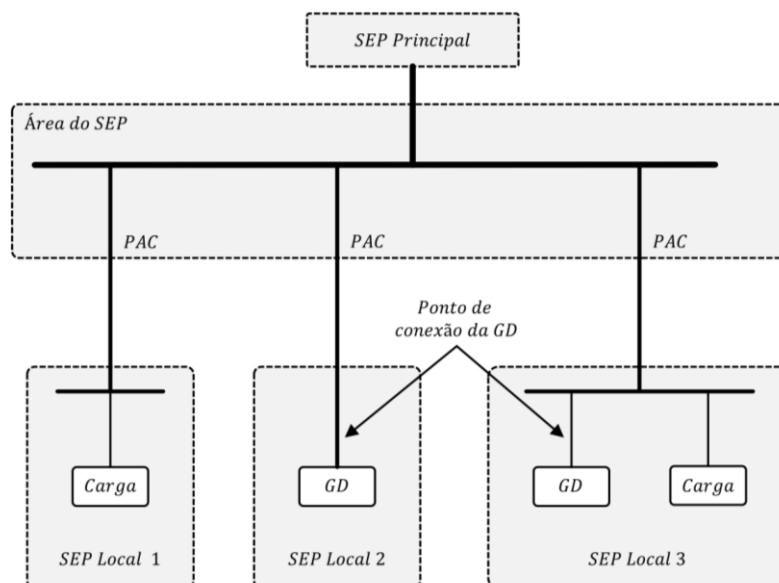 SEP Principal
Área do SEP
PAC
PAC
PAC
Ponto de
conexão da GD
Carga
GD
GD
Carga
SEP Local 1
SEP Local 2
SEP Local 3